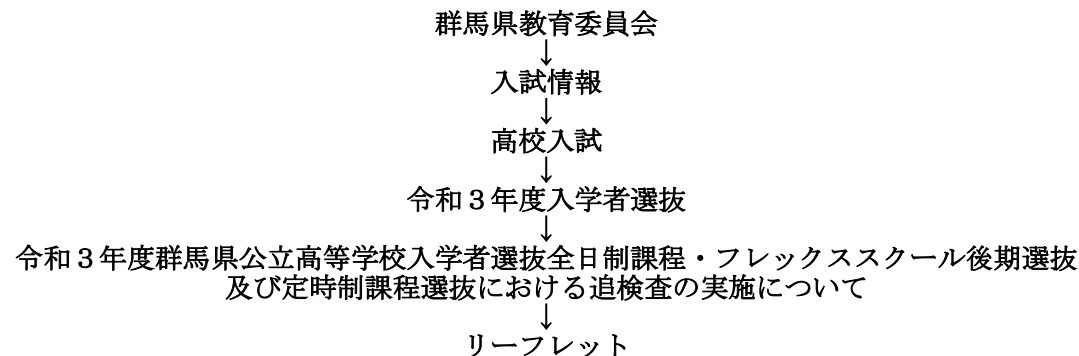 群馬県教育委員会
↓
入試情報
↓
高校入試
↓
令和３年度入学者選抜
↓
令和３年度群馬県公立高等学校入学者選抜全日制課程・フレックススクール後期選抜
及び定時制課程選抜における追検査の実施について
↓
リーフレット